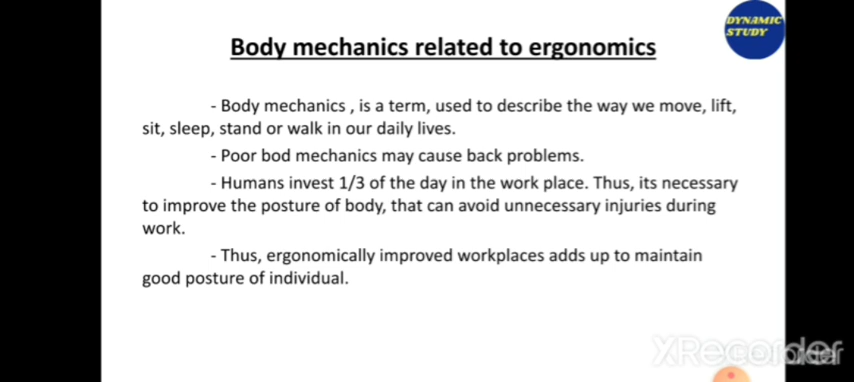 DYNAMIC
STUDY
Body mechanics related to ergonomics
- Body mechanics , is a term, used to describe the way we move, lift,
sit, sleep, stand or walk in our daily lives.
- Poor bod mechanics may cause back problems.
- Humans invest 1/3 of the day in the work place. Thus, its necessary
to improve the posture of body, that can avoid unnecessary injuries during
work.
- Thus, ergonomically improved workplaces adds up to maintain
good posture of individual.
XRecorder